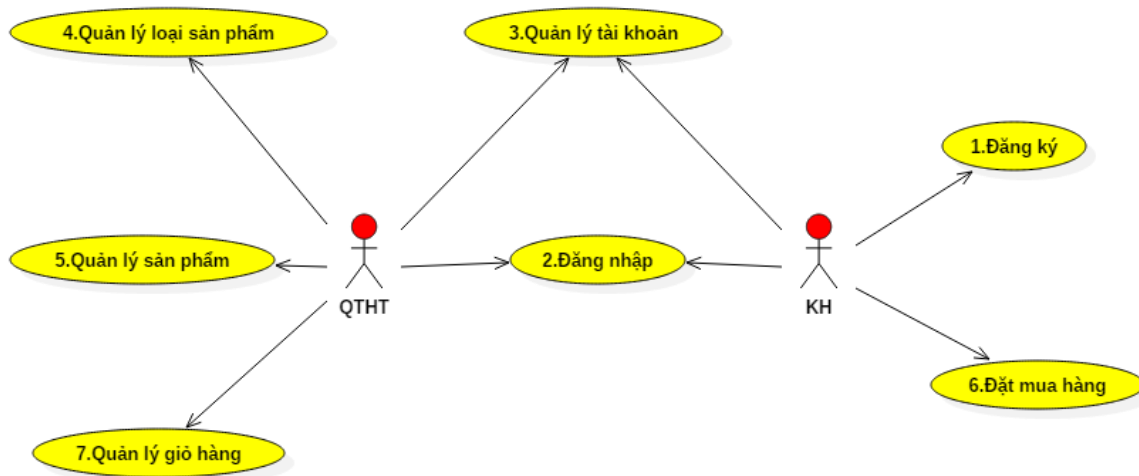 4.Quản lý loại sản phẩm
3.Quản lý tài khoản
1.Đăng ký
5.Quản lý sản phẩm
2.Đăng nhập
QTHT
KH
6.Đặt mua hàng
7.Quản lý giỏ hàng